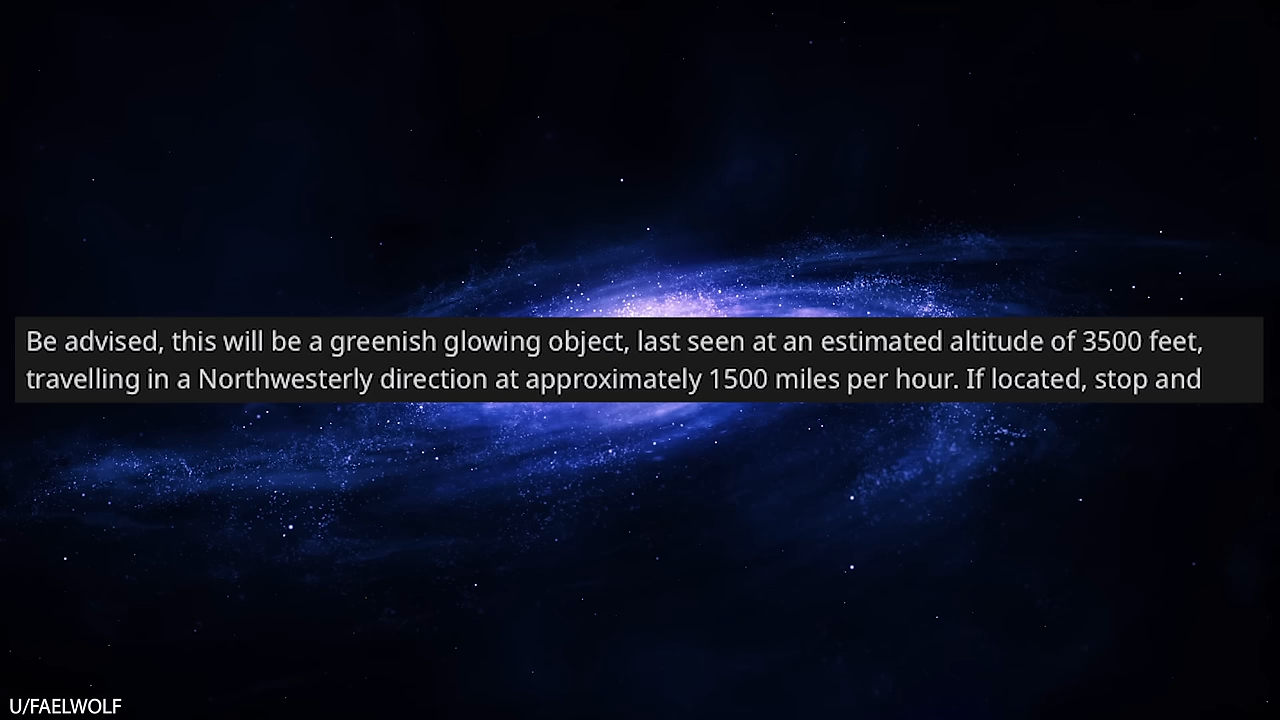 Be advised, this will be a greenish glowing object, last seen at an estimated altitude of 3500 feet,
travelling in a Northwesterly direction at approximately 1500 miles per hour. If located, stop and
U/FAELWOLF